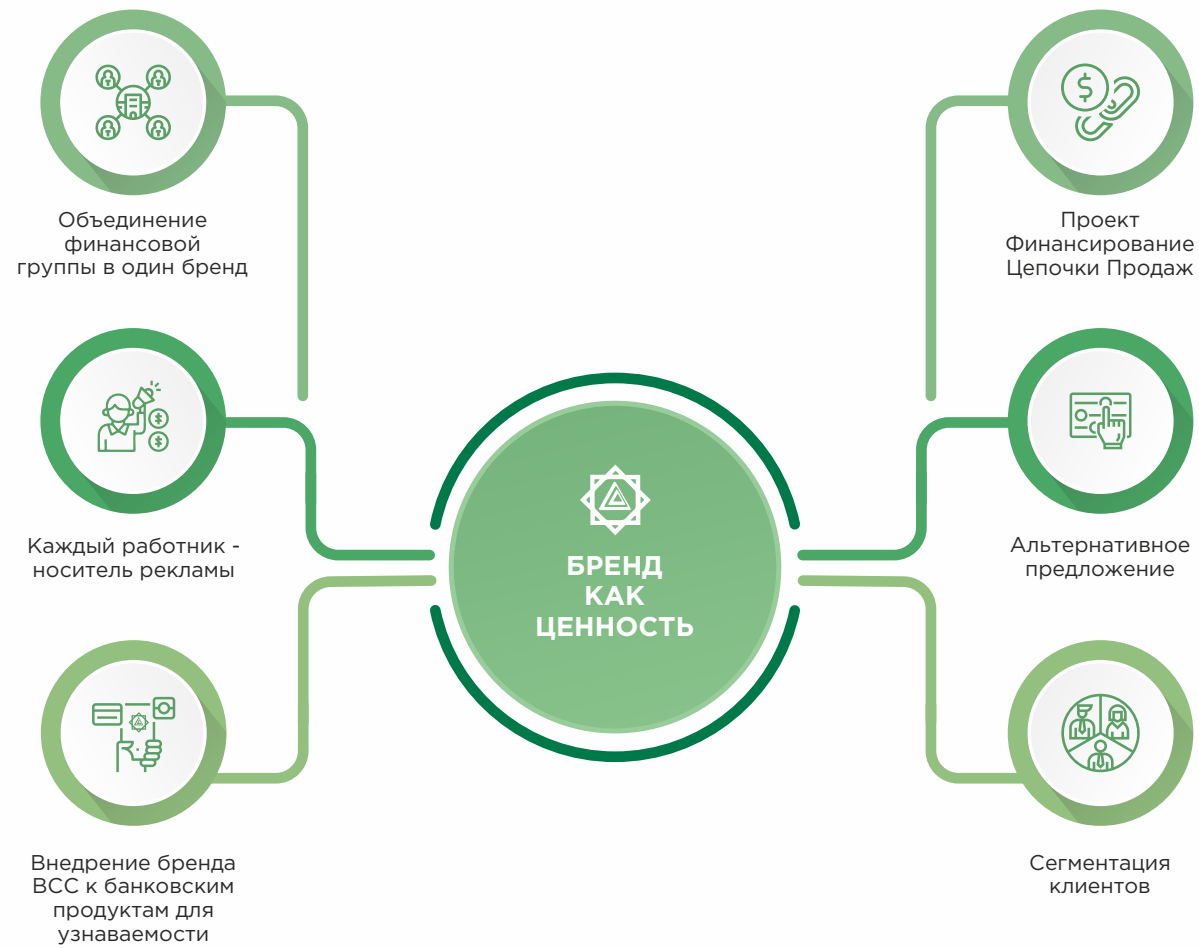 Объединение
финансовой
группы в один бренд
Каждый работник -
носитель рекламы
Внедрение бренда
BCC к банковским
продуктам для
узнаваемости
БРЕНД
КАК
ЦЕННОСТЬ
Проект
Финансирование
Цепочки Продаж
Альтернативное
предложение
Сегментация
клиентов